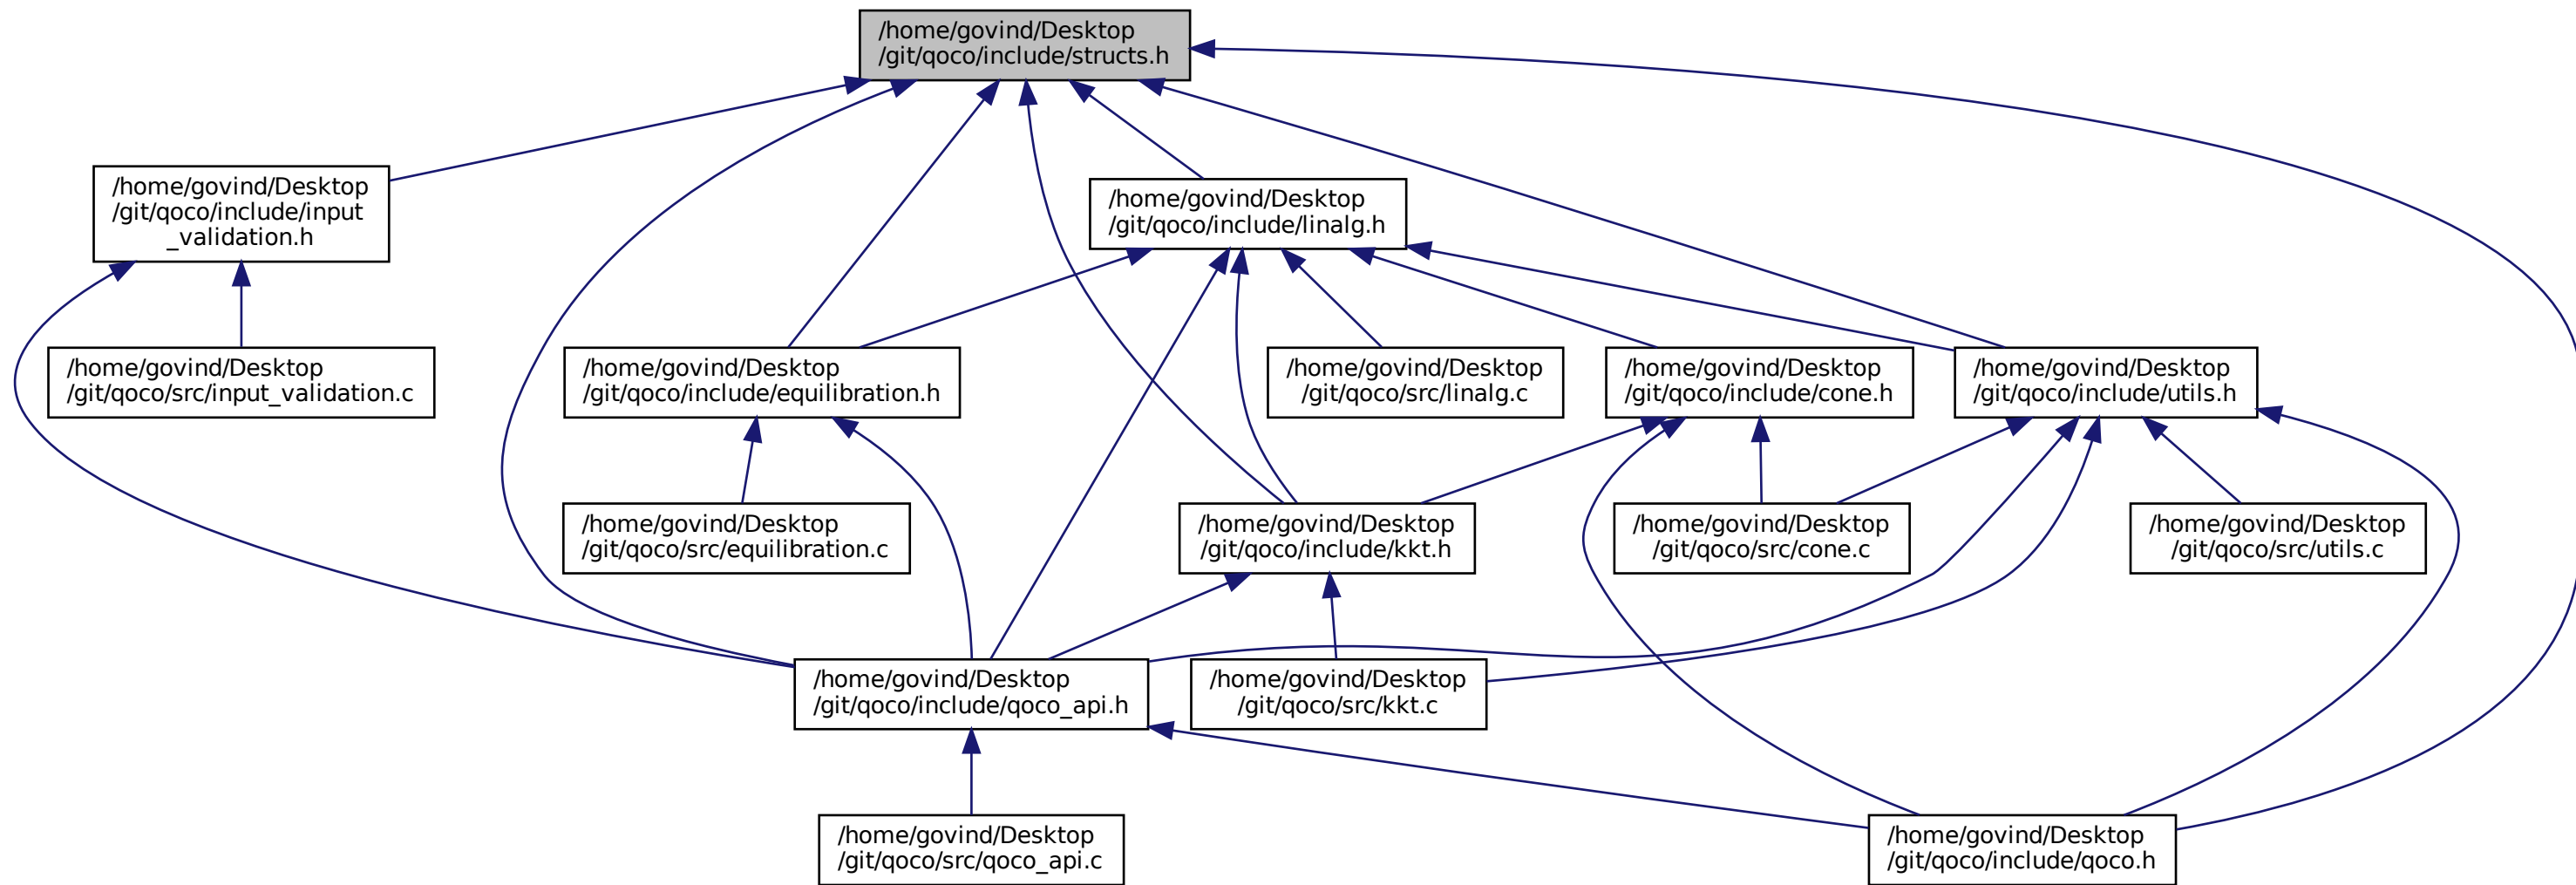 /home/govind/Desktop
/git/qoco/include/structs.h
/home/govind/Desktop
/git/qoco/include/input
_validation.h
/home/govind/Desktop
/git/qoco/include/linalg.h
/home/govind/Desktop
/git/qoco/src/input_validation.c
/home/govind/Desktop
/git/qoco/include/equilibration.h
/home/govind/Desktop
/git/qoco/src/linalg.c
/home/govind/Desktop
/git/qoco/include/cone.h
/home/govind/Desktop
/git/qoco/include/utils.h
/home/govind/Desktop
/git/qoco/src/equilibration.c
/home/govind/Desktop
/git/qoco/include/kkt.h
/home/govind/Desktop
/git/qoco/src/cone.c
/home/govind/Desktop
/git/qoco/src/utils.c
/home/govind/Desktop
/git/qoco/include/qoco_api.h
/home/govind/Desktop
/git/qoco/src/kkt.c
/home/govind/Desktop
/git/qoco/src/qoco_api.c
/home/govind/Desktop
/git/qoco/include/qoco.h